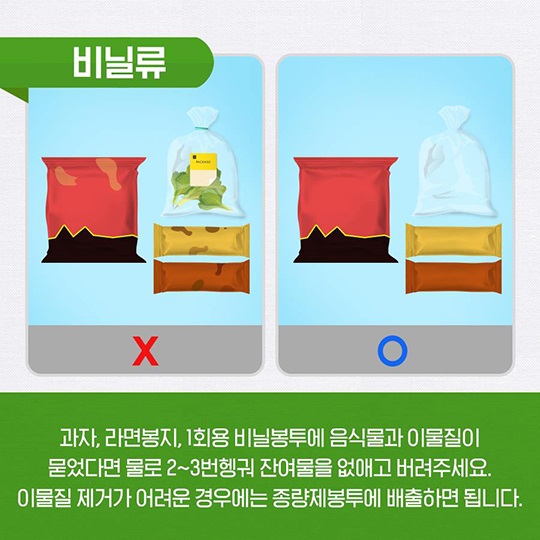 비닐류
PACKAGE
X
O
과자, 라면봉지, 1회용 비닐봉투에 음식물과 이물질이
묻었다면 물로 2~3번헹궈 잔여물을 없애고 버려주세요.
이물질 제거가 어려운 경우에는 종량제봉투에 배출하면 됩니다.